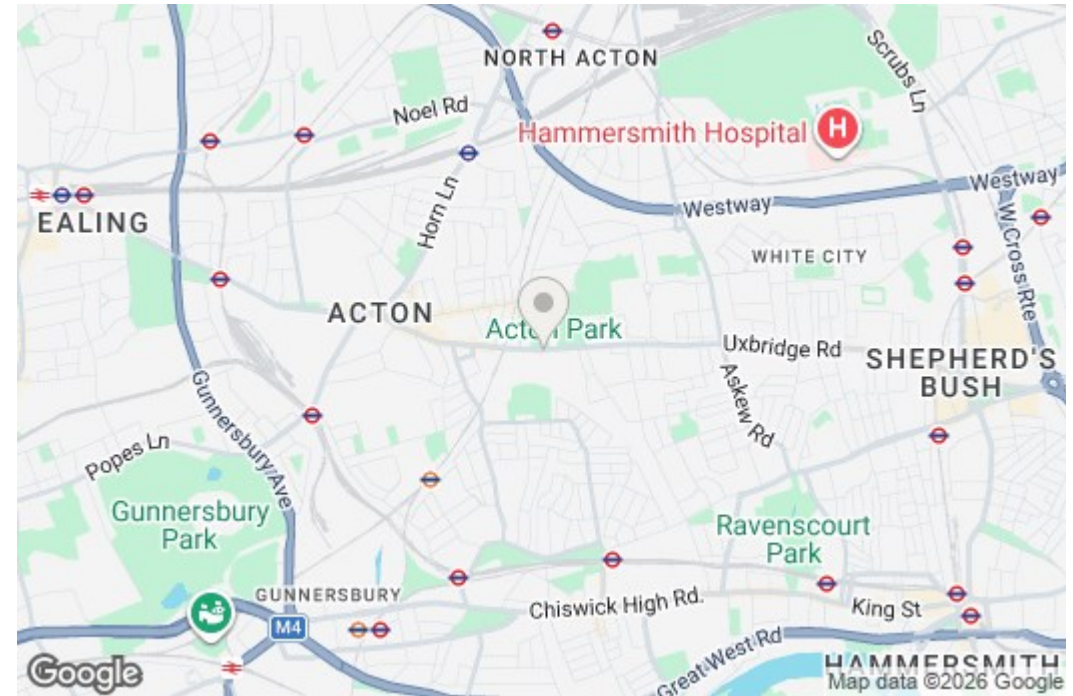 NORTH ACTON
Scrubs Ln
Noel Rd
Hammersmith Hospital
H
Westway
Westway
EALING
Horn Ln
W Cross Rte
WHITE CITY
ACTON
Acton Park
Uxbridge Rd
SHEPHERD'S
BUSH
Askew Rd
Gunnersbury Ave
Popes Ln
Gunnersbury
Park
Ravenscourt
Park
GUNNERSBURY
Chiswick High Rd.
King St
M4
Great West Rd
HAMMERSMITH
Google
Map data ©2026 Google